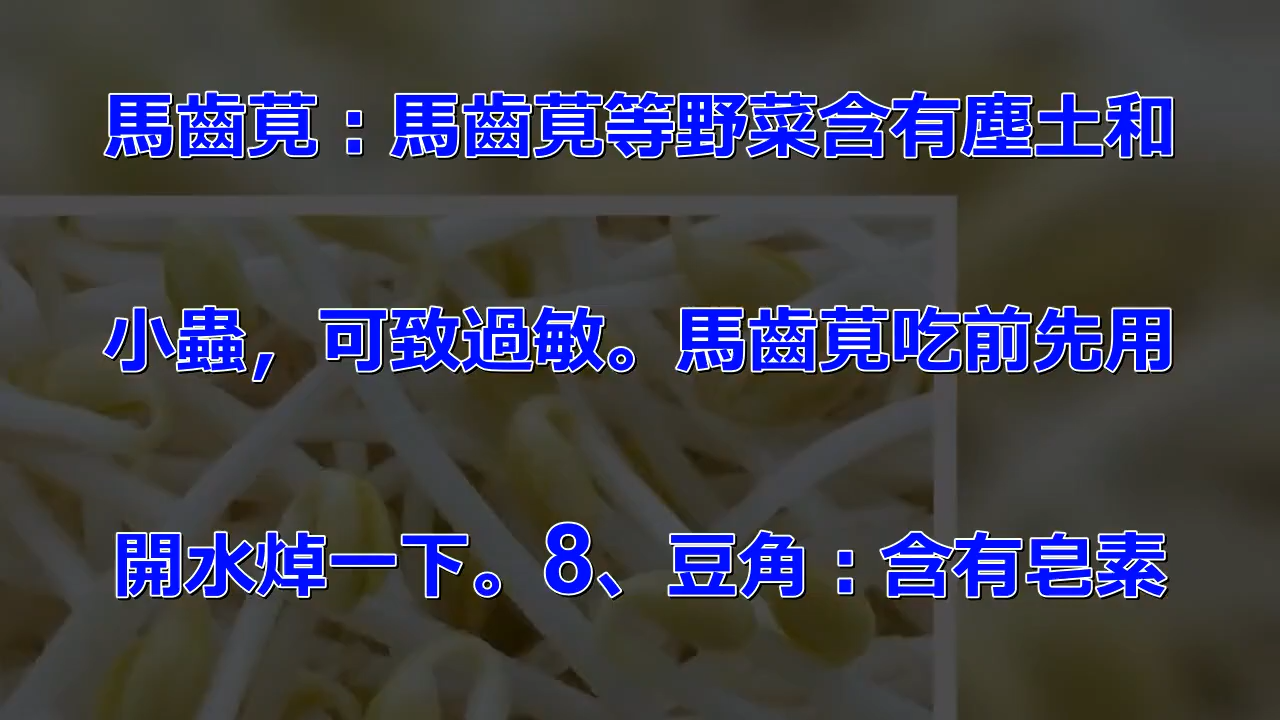 馬齒莧：馬齒莧等野菜含有塵土和
小蟲，可致過敏。馬齒莧吃前先用
開水焯一下。8、豆角：含有皂素